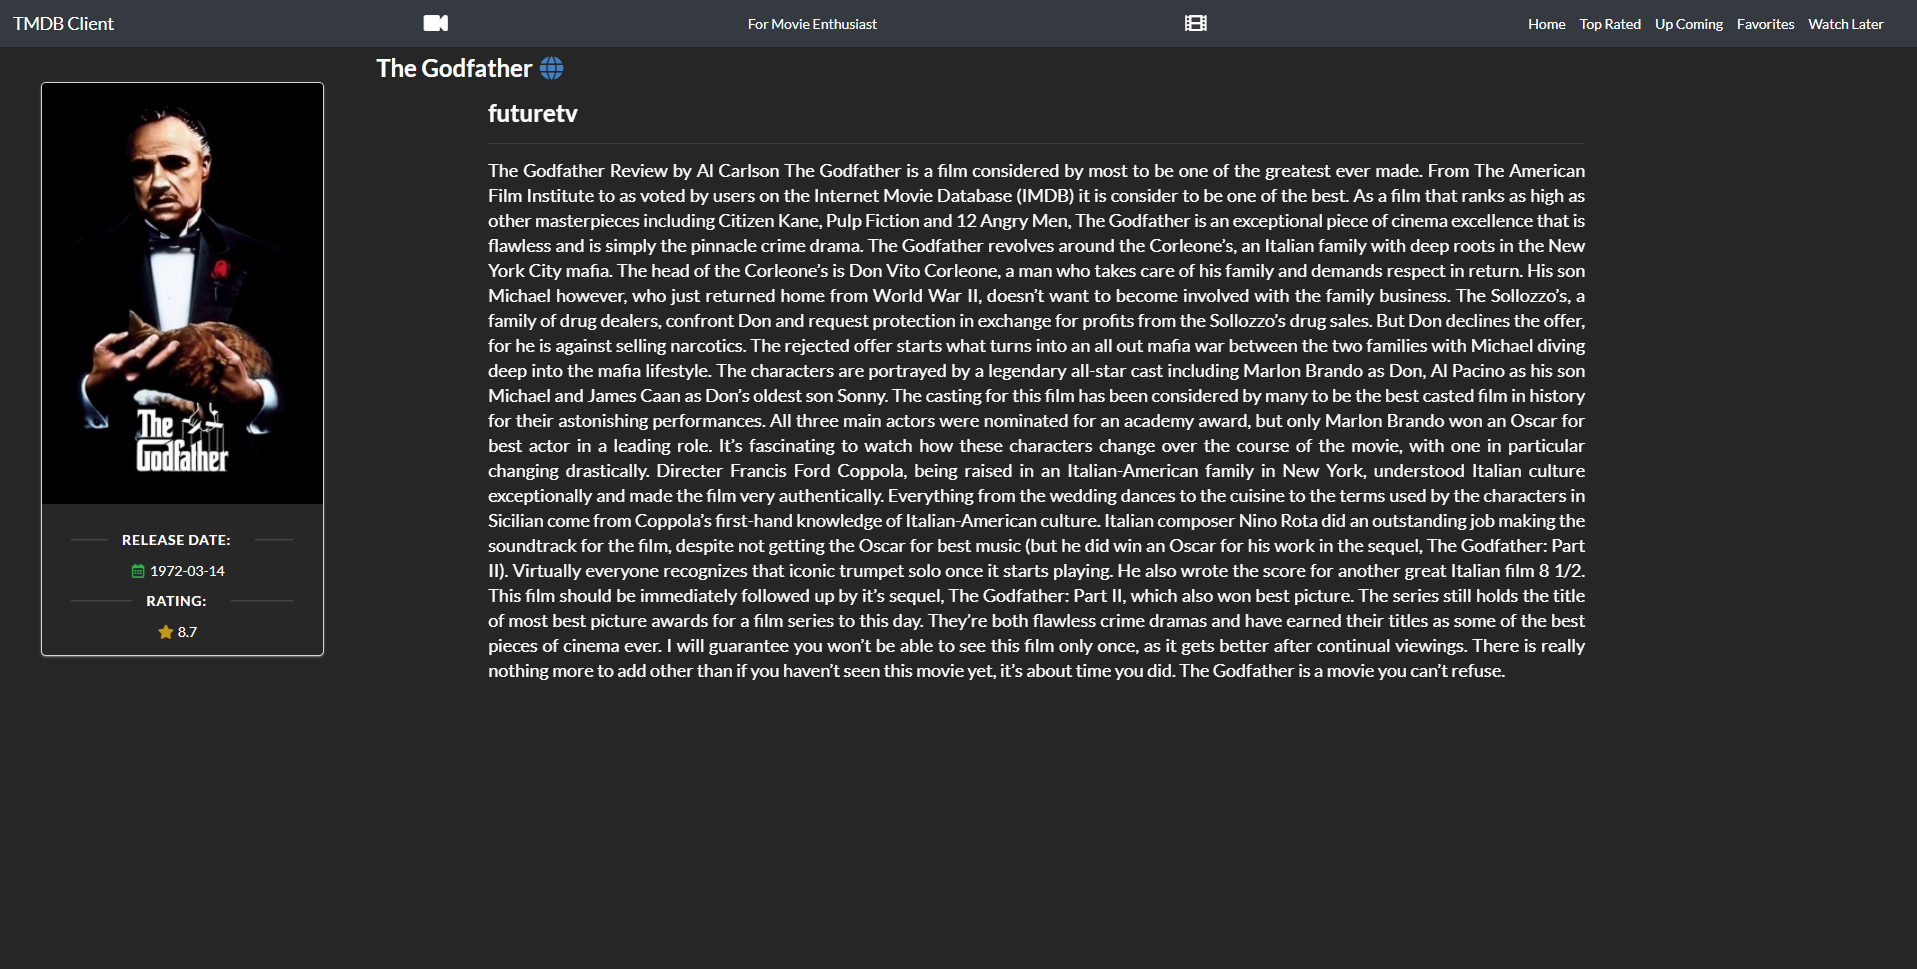 TMDB Client
For Movie Enthusiast
Home Top Rated Up Coming Favorites Watch Later
The Godfather
The
Godfather
RELEASE DATE:
1972-03-14
RATING:
8.7
futuretv
The Godfather Review by Al Carlson The Godfather is a film considered by most to be one of the greatest ever made. From The American
Film Institute to as voted by users on the Internet Movie Database (IMDB) it is consider to be one of the best. As a film that ranks as high as
other masterpieces including Citizen Kane, Pulp Fiction and 12 Angry Men, The Godfather is an exceptional piece of cinema excellence that is
flawless and is simply the pinnacle crime drama. The Godfather revolves around the Corleone’s, an Italian family with deep roots in the New
York City mafia. The head of the Corleone’s is Don Vito Corleone, a man who takes care of his family and demands respect in return. His son
Michael however, who just returned home from World War II, doesn’t want to become involved with the family business. The Sollozzo’s, a
family of drug dealers, confront Don and request protection in exchange for profits from the Sollozzo’s drug sales. But Don declines the offer,
for he is against selling narcotics. The rejected offer starts what turns into an all out mafia war between the two families with Michael diving
deep into the mafia lifestyle. The characters are portrayed by a legendary all-star cast including Marlon Brando as Don, Al Pacino as his son
Michael and James Caan as Don’s oldest son Sonny. The casting for this film has been considered by many to be the best casted film in history
for their astonishing performances. All three main actors were nominated for an academy award, but only Marlon Brando won an Oscar for
best actor in a leading role. It’s fascinating to watch how these characters change over the course of the movie, with one in particular
changing drastically. Directer Francis Ford Coppola, being raised in an Italian-American family in New York, understood Italian culture
exceptionally and made the film very authentically. Everything from the wedding dances to the cuisine to the terms used by the characters in
Sicilian come from Coppola’s first-hand knowledge of Italian-American culture. Italian composer Nino Rota did an outstanding job making the
soundtrack for the film, despite not getting the Oscar for best music (but he did win an Oscar for his work in the sequel, The Godfather: Part
II). Virtually everyone recognizes that iconic trumpet solo once it starts playing. He also wrote the score for another great Italian film 8 1/2.
This film should be immediately followed up by it’s sequel, The Godfather: Part II, which also won best picture. The series still holds the title
of most best picture awards for a film series to this day. They’re both flawless crime dramas and have earned their titles as some of the best
pieces of cinema ever. I will guarantee you won’t be able to see this film only once, as it gets better after continual viewings. There is really
nothing more to add other than if you haven’t seen this movie yet, it’s about time you did. The Godfather is a movie you can’t refuse.